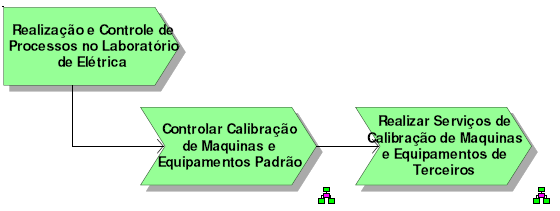 Realização e Controle de
Processos no Laboratório
de Elétrica
Controlar Calibração
de Maquinas e
Equipamentos Padrão
Realizar Serviços de
Calibração de Maquinas
e Equipamentos de
Terceiros